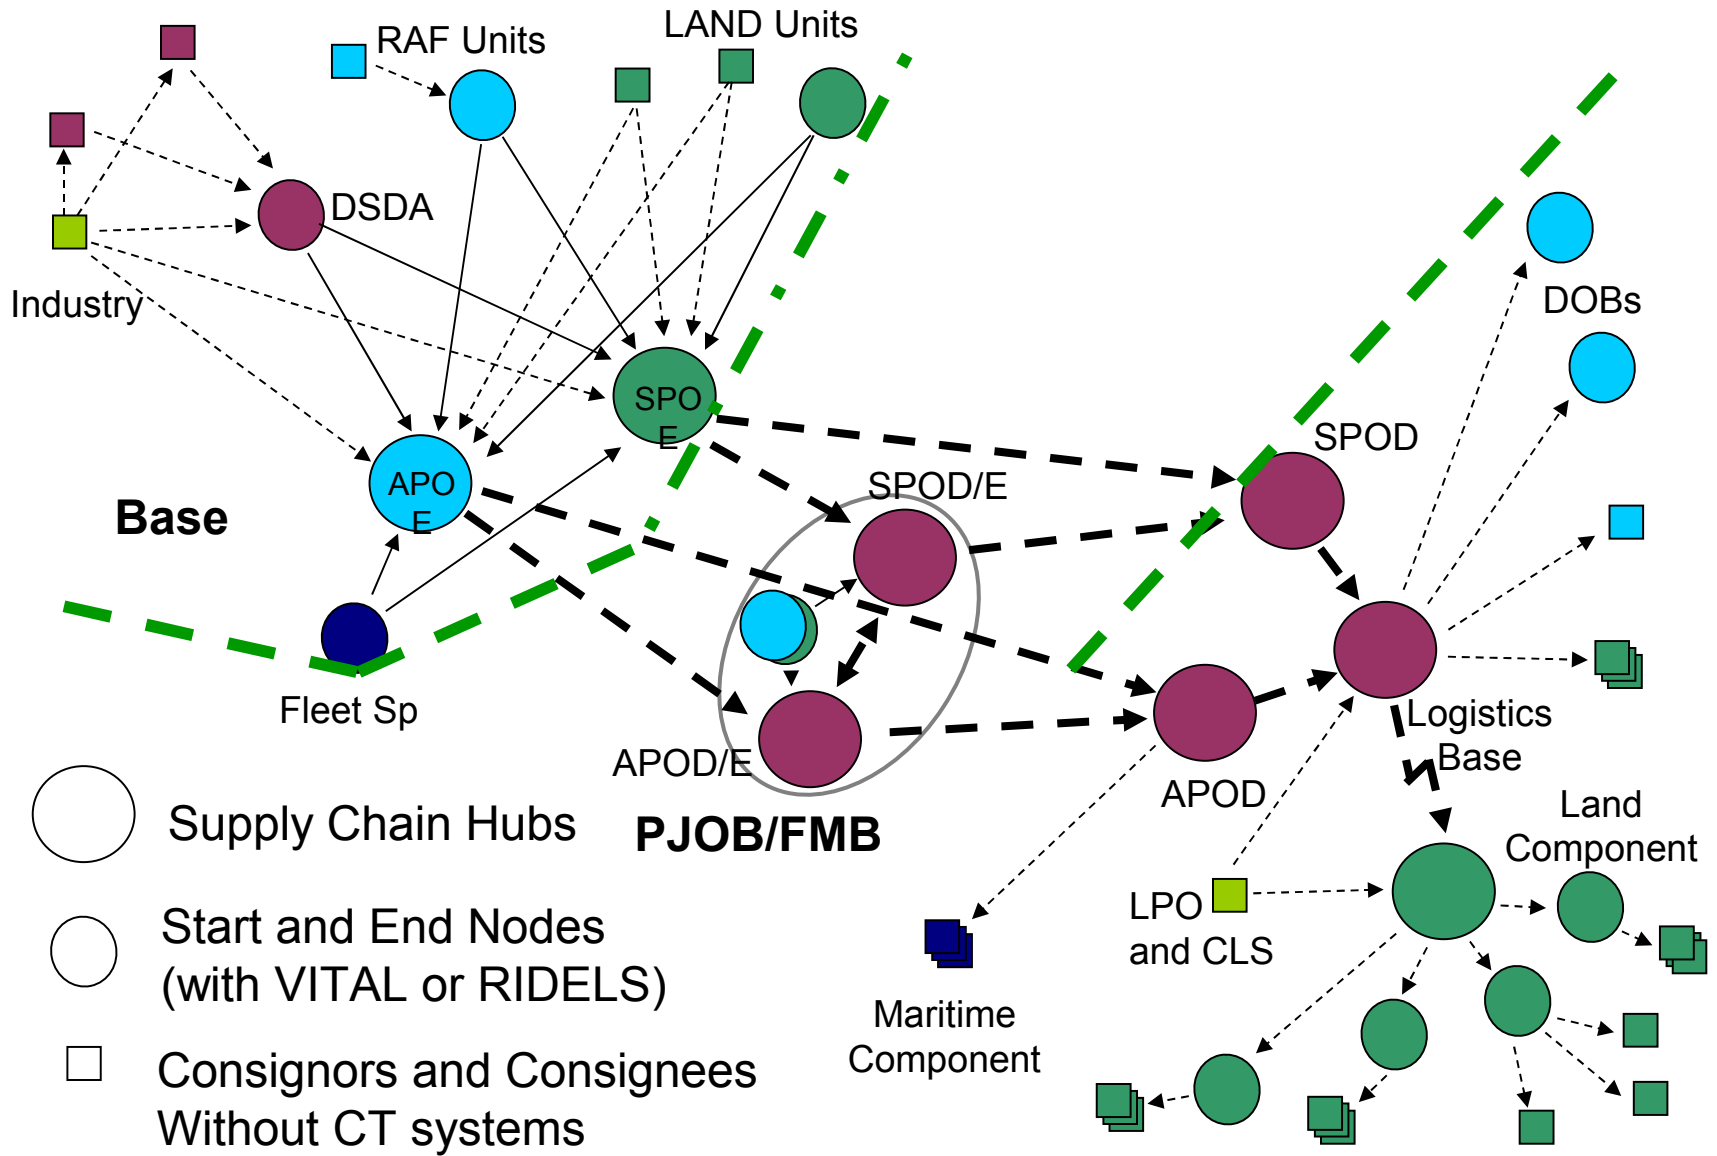 RAF Units
LAND Units
DSDA
Industry
DOBs
SPO
E
SPOD
APO
E
SPOD/E
Base
Fleet Sp
Logistics
Base
APOD/E
APOD
PJOB/FMB
Land
Component
Supply Chain Hubs
LPO
and CLS
Start and End Nodes
(with VITAL or RIDELS)
Maritime
Component
Consignors and Consignees
Without CT systems